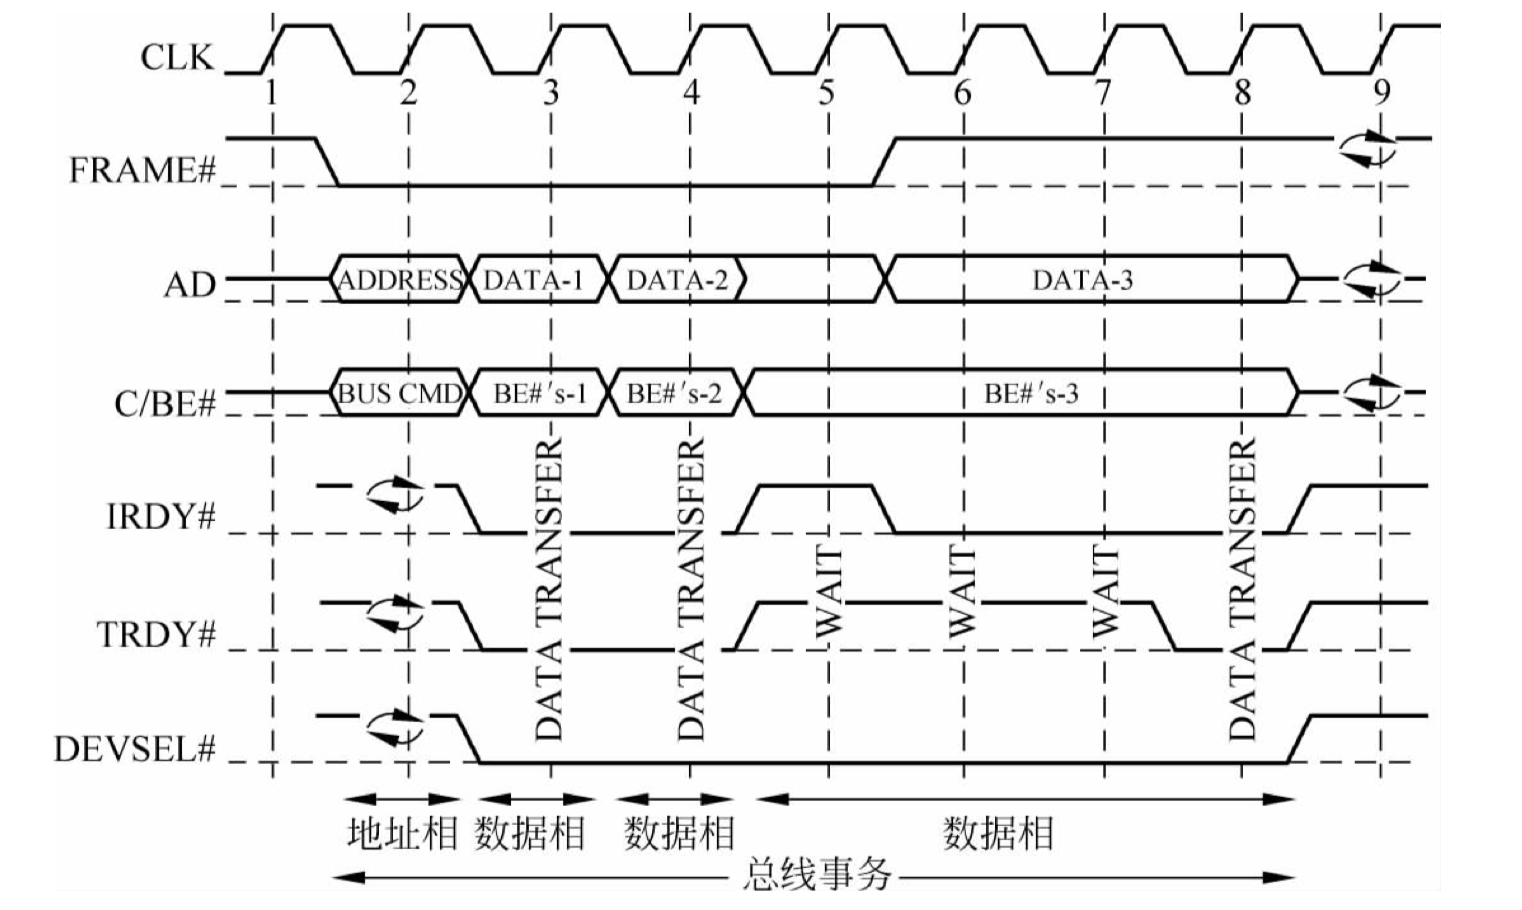 CLK
1 2 3 4 5 6 7 8 9
FRAME#
AD
ADDRESS DATA-1 DATA-2 DATA-3
C/BE#
BUS CMD BE#'s-1 BE#'s-2 BE#'s-3
IRDY#
TRDY#
DEVSEL#
DATA TRANSFER
DATA TRANSFER
WAIT
WAIT
WAIT
DATA TRANSFER
地址相 数据相 数据相 数据相
总线事务